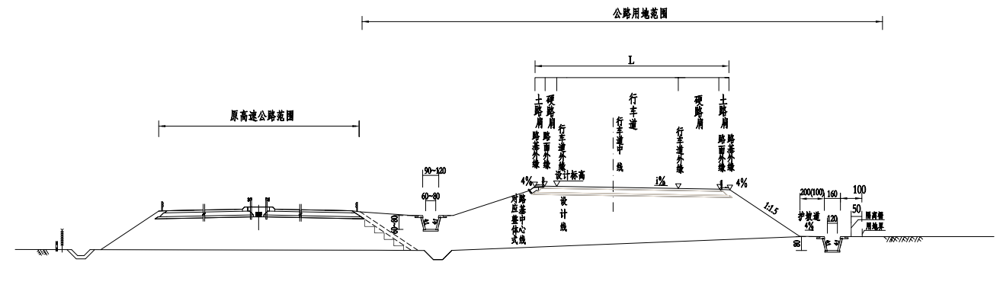 公路用地范围
L
原高速公路范围
土路肩
硬路肩
行车道
硬路肩
土路肩
路基外缘
路面外缘
行车道外缘
行车道中线
行车道外缘
路面外缘
路基外缘
90~120
4%
设计标高
i%
4%
60~80
60~80
路基中心线
对应整体式
设计线
1:1.5
200(100)
160
100
护坡道
4%
120
50
隔离栅
用地界
80